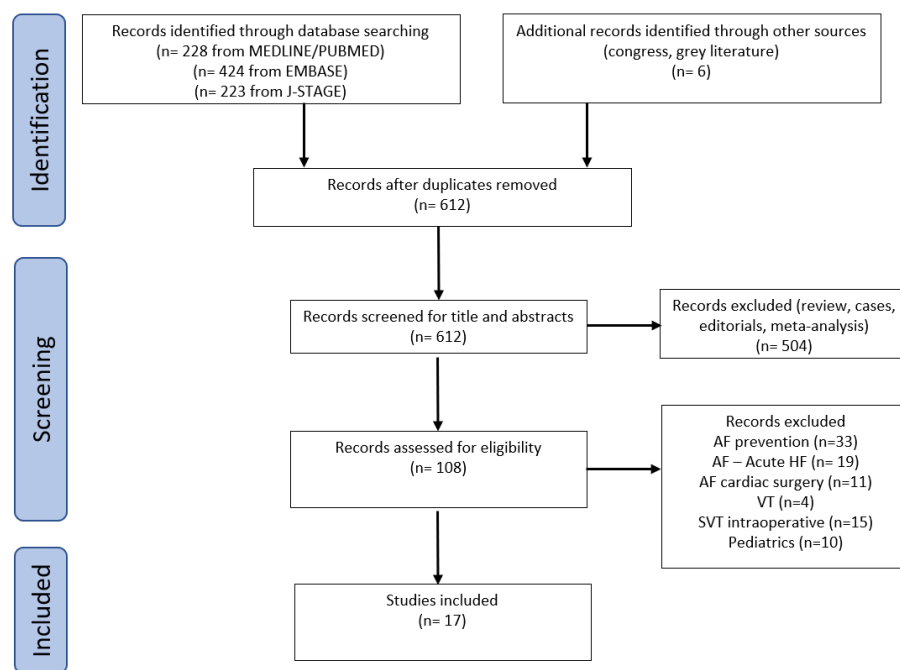 Identification
Records identified through database searching
(n= 228 from MEDLINE/PUBMED)
(n= 424 from EMBASE)
(n= 223 from J-STAGE)
Additional records identified through other sources
(congress, grey literature)
(n= 6)
Records after duplicates removed
(n= 612)
Screening
Records screened for title and abstracts
(n= 612)
Records excluded (review, cases,
editorials, meta-analysis)
(n= 504)
Records assessed for eligibility
(n= 108)
Records excluded
AF prevention (n=33)
AF – Acute HF (n= 19)
AF cardiac surgery (n=11)
VT (n=4)
SVT intraoperative (n=15)
Pediatrics (n=10)
Included
Studies included
(n= 17)